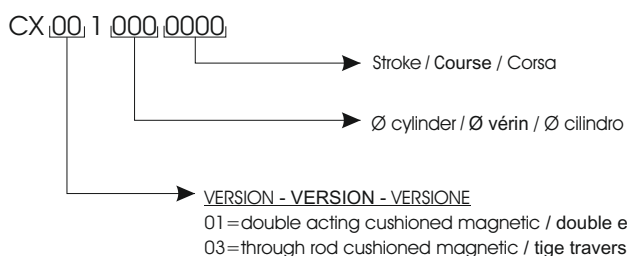 CX 00 1 000 0000
Stroke / Course / Corsa
Ø cylinder / Ø vérin / Ø cilindro
VERSION - VERSION - VERSIONE
01=double acting cushioned magnetic / double
03=through rod cushioned magnetic / tige